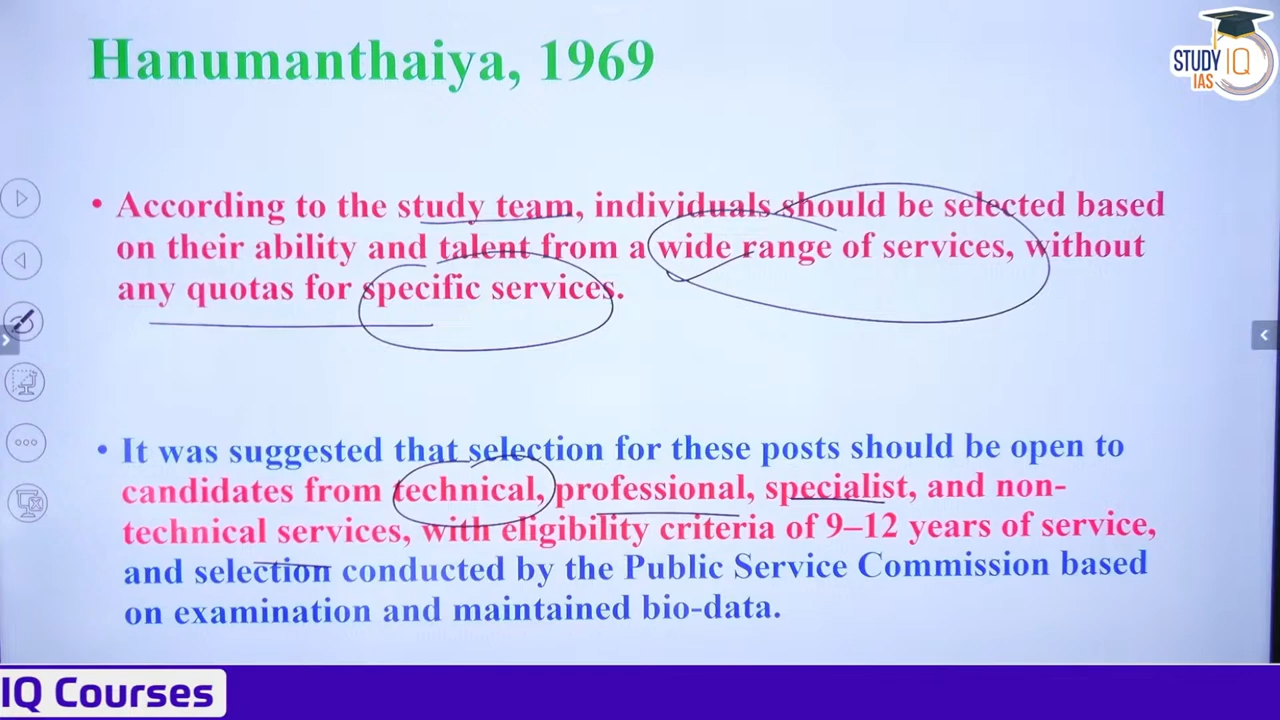 Hanumanthaiya, 1969
STUDY IQ
IAS
• According to the study team, individuals should be selected based
on their ability and talent from a wide range of services, without
any quotas for specific services.
• It was suggested that selection for these posts should be open to
candidates from technical, professional, specialist, and non-
technical services, with eligibility criteria of 9–12 years of service,
and selection conducted by the Public Service Commission based
on examination and maintained bio-data.
IQ Courses